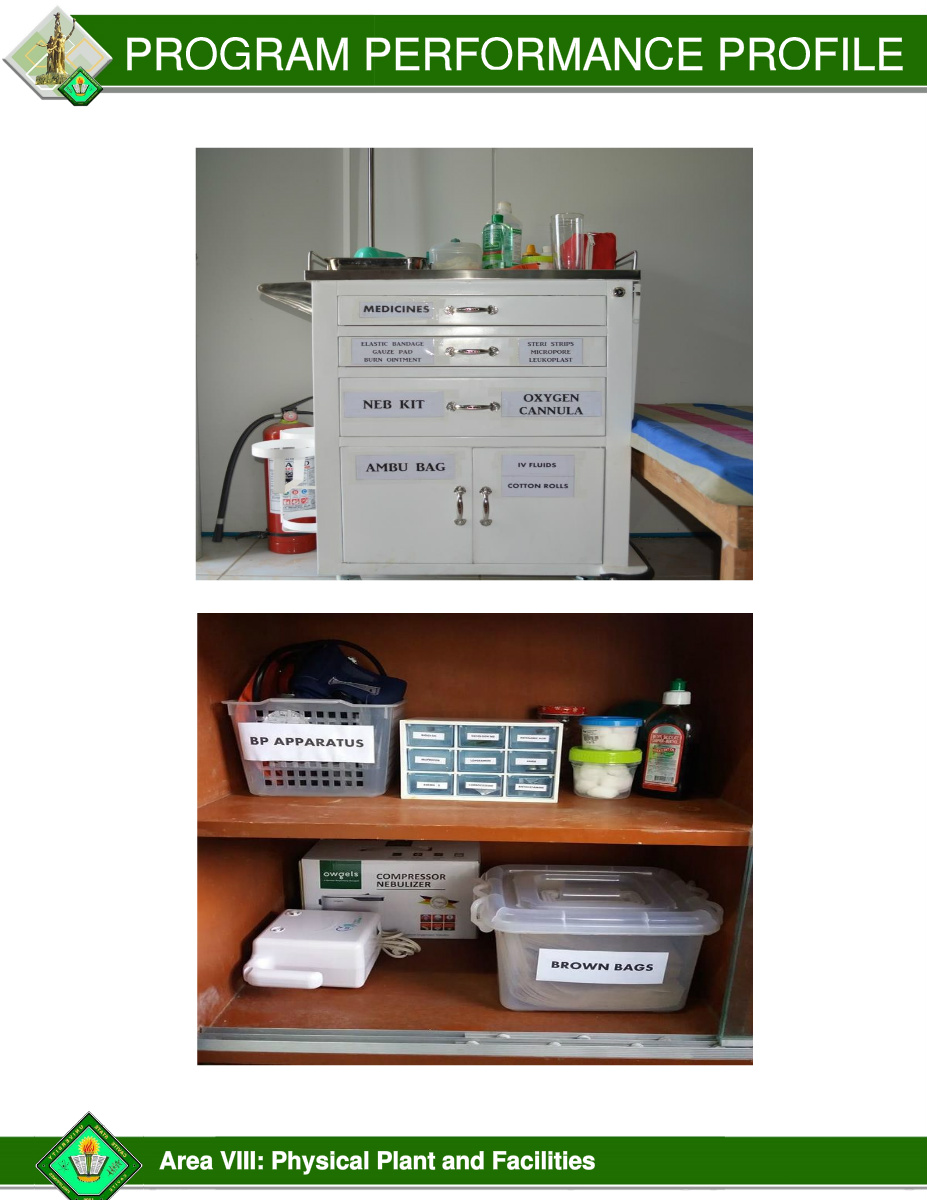 PROGRAM PERFORMANCE PROFILE
MEDICINES
ELASTIC BANDAGE
GAUZE PAD
BURN OINTMENT
STERI STRIPS
MICROPORE
LEUKOPLAST
NEB KIT
OXYGEN
CANNULA
AMBU BAG
IV FLUIDS
COTTON ROLLS
BP APPARATUS
owgels
COMPRESSOR
NEBULIZER
BROWN BAGS
Area VIII: Physical Plant and Facilities